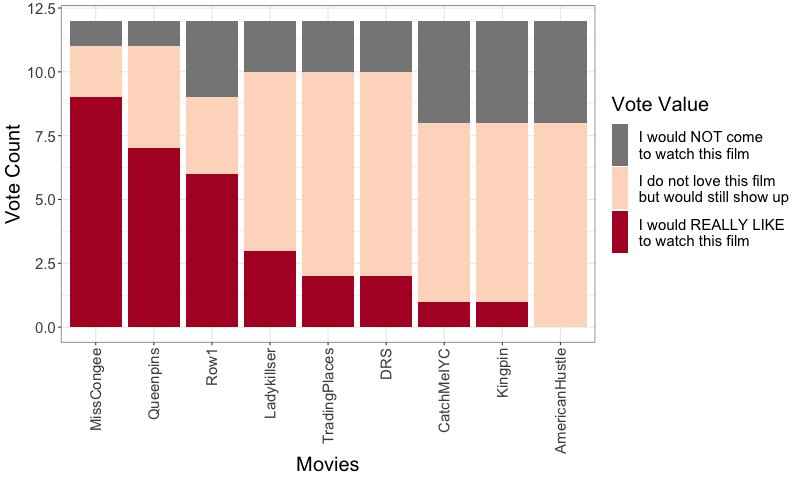 12.5
10.0
7.5
5.0
2.5
0.0
Vote Count
MissCongee
Queenpins
Row1
Ladykillser
TradingPlaces
DRS
CatchMeIYC
Kingpin
AmericanHustle
Movies
Vote Value
I would NOT come
to watch this film
I do not love this film
but would still show up
I would REALLY LIKE
to watch this film